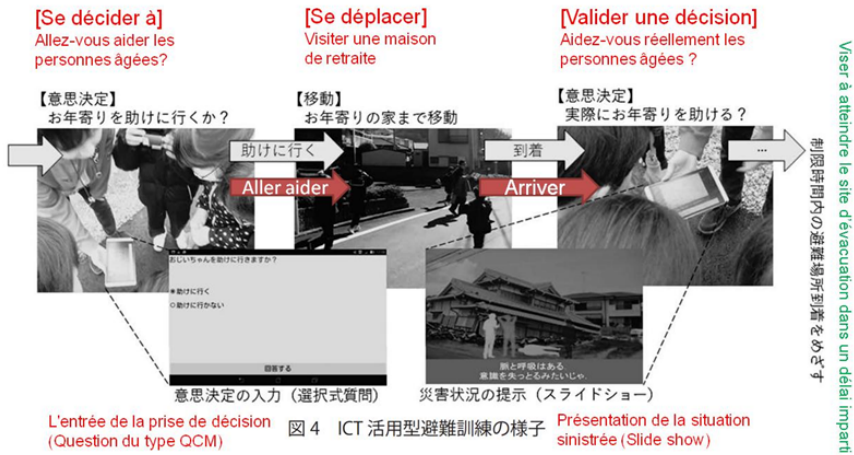 [Se décider à]
Allez-vous aider les
personnes âgées?
[Se déplacer]
Visiter une maison
de retraite
[Valider une décision]
Aidez-vous réellement les
personnes âgées ?
【意思決定】
お年寄りを助けに行くか？
【移動】
お年寄りの家まで移動
【意思決定】
実際にお年寄りを助ける？
助けに行く
到着
...
Aller aider
Arriver
おじいちゃんを助けに行きますか？
助けに行く
助けに行かない
回答する
脈と呼吸はある.
意識を失っとるみたいじゃ.
意思決定の入力（選択式質問）
災害状況の提示（スライドショー）
L'entrée de la prise de décision
(Question du type QCM)
図4 ICT 活用型避難訓練の様子
Présentation de la situation
sinistrée (Slide show)
制限時間内の避難場所到着をめざす
Viser à atteindre le site d'évacuation dans un délai imparti